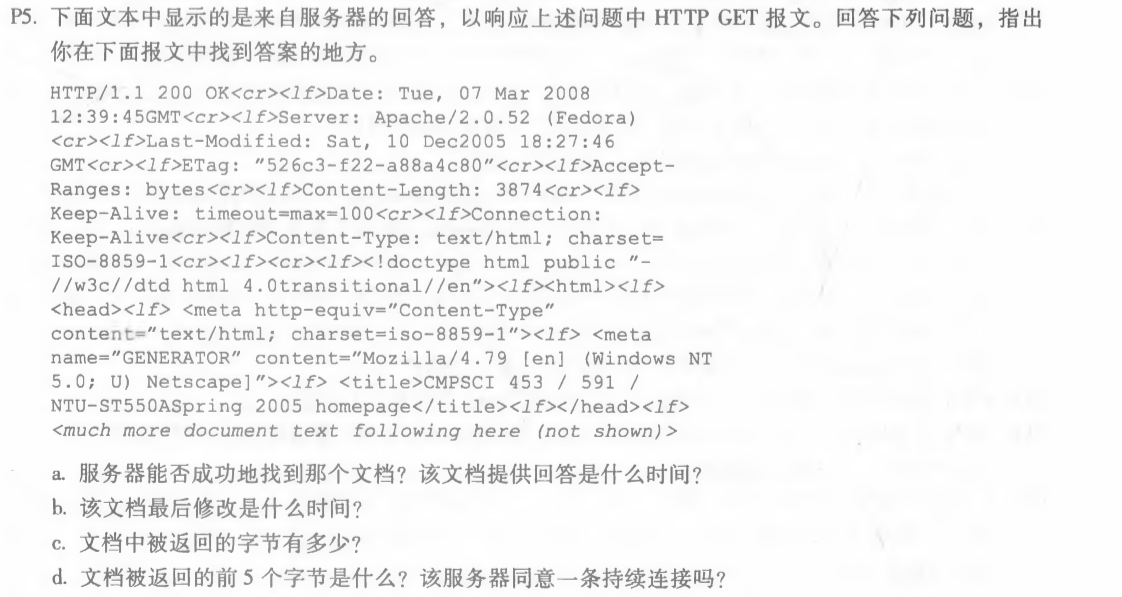 P5. 下面文本中显示的是来自服务器的回答，以响应上述问题中 HTTP GET 报文。回答下列问题，指出
你在下面报文中找到答案的地方。
HTTP/1.1 200 OK<cr><lf>Date: Tue, 07 Mar 2008
12:39:45GMT<cr><lf>Server: Apache/2.0.52 (Fedora)
<cr><lf>Last-Modified: Sat, 10 Dec2005 18:27:46
GMT<cr><lf>ETag: "526c3-f22-a88a4c80"<cr><lf>Accept-
Ranges: bytes<cr><lf>Content-Length: 3874<cr><lf>
Keep-Alive: timeout=max=100<cr><lf>Connection:
Keep-Alive<cr><lf>Content-Type: text/html; charset=
ISO-8859-1<cr><lf><cr><lf><!doctype html public "-
//w3c//dtd html 4.0transitional//en"><lf><html><lf>
<head><lf> <meta http-equiv="Content-Type"
content="text/html; charset=iso-8859-1"><lf> <meta
name="GENERATOR" content="Mozilla/4.79 [en] (Windows NT
5.0; U) Netscape]"><lf> <title>CMPSCI 453 / 591 /
NTU-ST550ASpring 2005 homepage</title><lf></head><lf>
<much more document text following here (not shown)>
a. 服务器能否成功地找到那个文档？该文档提供回答是什么时间？
b. 该文档最后修改是什么时间？
c. 文档中被返回的字节有多少？
d. 文档被返回的前 5 个字节是什么？该服务器同意一条持续连接吗？